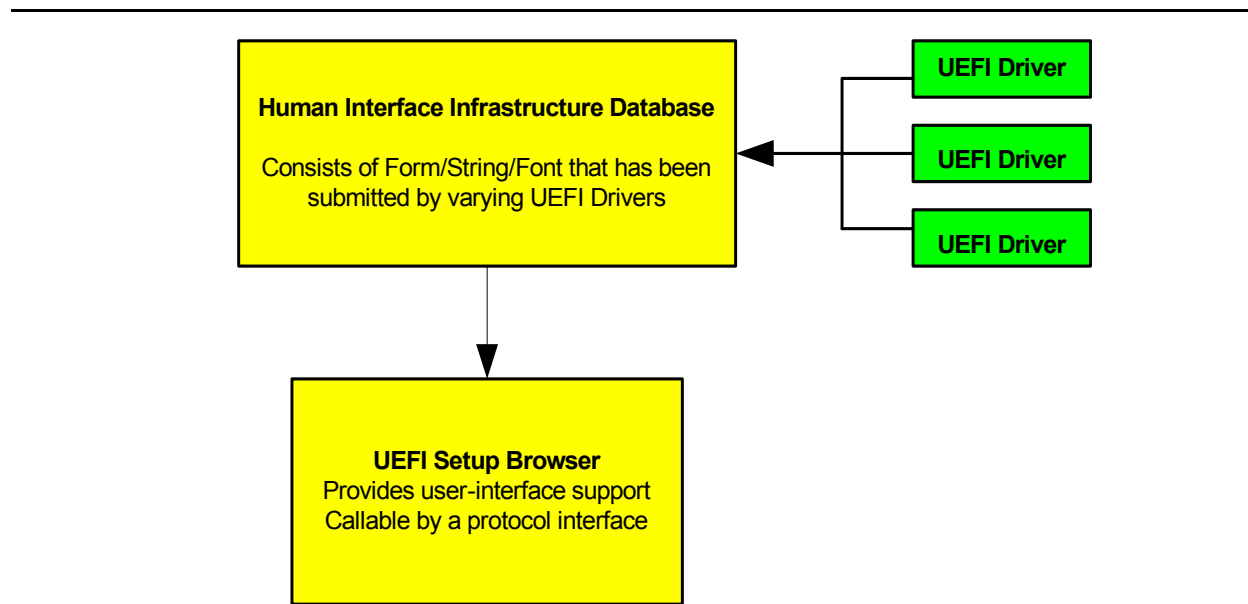 Human Interface Infrastructure Database
Consists of Form/String/Font that has been
submitted by varying UEFI Drivers
UEFI Driver
UEFI Driver
UEFI Driver
UEFI Setup Browser
Provides user-interface support
Callable by a protocol interface